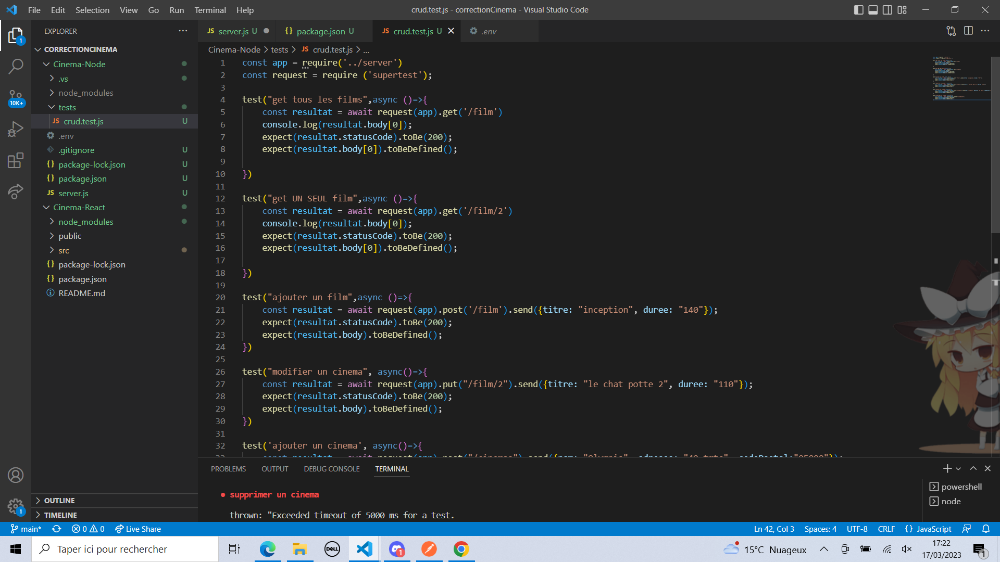 File Edit Selection View Go Run Terminal Help
crud.test.js - correctionCinema - Visual Studio Code
EXPLORER
JS server.js U
{} package.json U
JS crud.test.js U
.env
CORRECTIONCINEMA
Cinema-Node > tests > JS crud.test.js > ...
Cinema-Node
.vs
node_modules
tests
JS crud.test.js U
.env
.gitignore U
{} package-lock.json U
{} package.json U
JS server.js U
Cinema-React
node_modules
public
src
{} package-lock.json
{} package.json
README.md
OUTLINE
TIMELINE
1
10K+
1
1 const app = require('../server')
2 const request = require ('supertest');
3
4 test("get tous les films",async ()=>{
5 const resultat = await request(app).get('/film')
6 console.log(resultat.body[0]);
7 expect(resultat.statusCode).toBe(200);
8 expect(resultat.body[0]).toBeDefined();
9
10 })
11
12 test("get UN SEUL film",async ()=>{
13 const resultat = await request(app).get('/film/2')
14 console.log(resultat.body[0]);
15 expect(resultat.statusCode).toBe(200);
16 expect(resultat.body[0]).toBeDefined();
17
18 })
19
20 test("ajouter un film",async ()=>{
21 const resultat = await request(app).post('/film').send({titre: "inception", duree: "140"});
22 expect(resultat.statusCode).toBe(200);
23 expect(resultat.body).toBeDefined();
24 })
25
26 test("modifier un cinema", async()=>{
27 const resultat = await request(app).put("/film/2").send({titre: "le chat potte 2", duree: "110"});
28 expect(resultat.statusCode).toBe(200);
29 expect(resultat.body).toBeDefined();
30 })
31
32 test('ajouter un cinema', async()=>{
PROBLEMS OUTPUT DEBUG CONSOLE TERMINAL
● supprimer un cinema
thrown: "Exceeded timeout of 5000 ms for a test.
powershell
node
main* 0 0 Live Share
Ln 42, Col 3 Spaces: 4 UTF-8 CRLF {} JavaScript
Taper ici pour rechercher
DELL
1
15°C Nuageux
17:22
17/03/2023
1